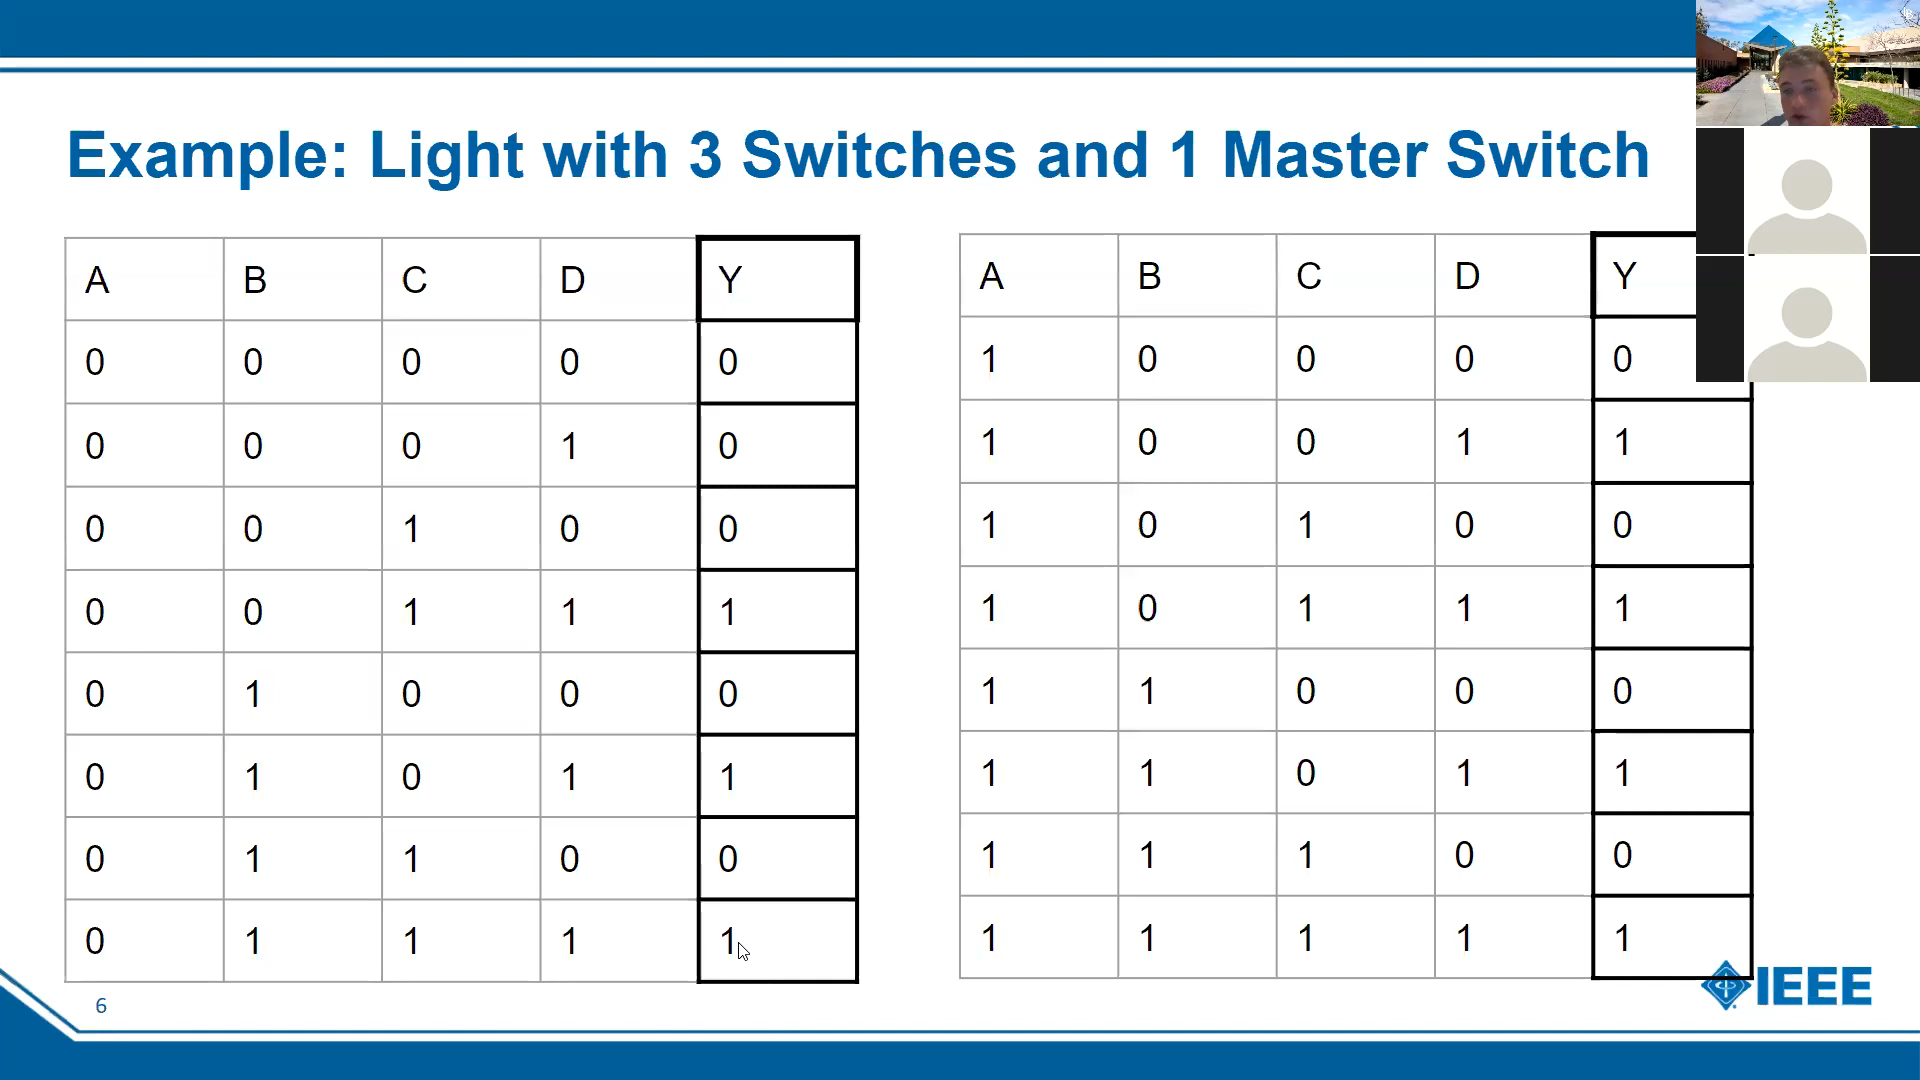 Example: Light with 3 Switches and 1 Master Switch
A B C D Y
0 0 0 0 0
0 0 0 1 0
0 0 1 0 0
0 0 1 1 1
0 1 0 0 0
0 1 0 1 1
0 1 1 0 0
0 1 1 1 1
A B C D Y
1 0 0 0 0
1 0 0 1 1
1 0 1 0 0
1 0 1 1 1
1 1 0 0 0
1 1 0 1 1
1 1 1 0 0
1 1 1 1 1
6
IEEE